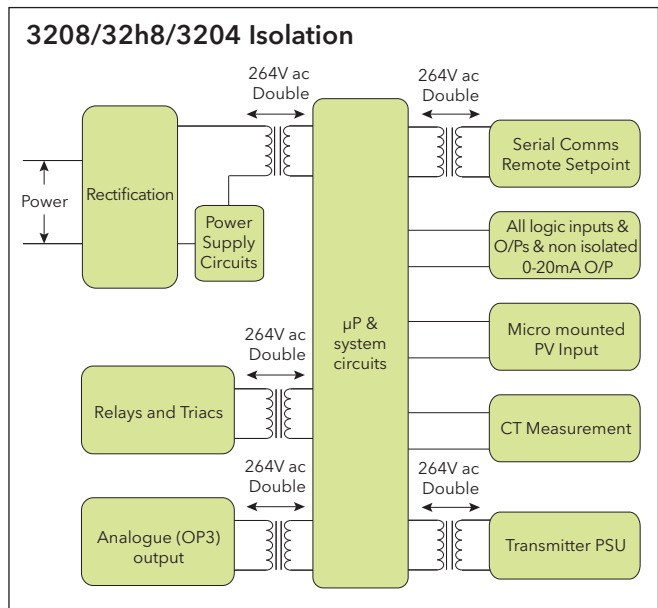 3208/32h8/3204 Isolation
264V ac
Double
264V ac
Double
Power
Rectification
Power
Supply
Circuits
Serial Comms
Remote Setpoint
All logic inputs &
O/Ps & non isolated
0-20mA O/P
µP &
system
circuits
Micro mounted
PV Input
264V ac
Double
Relays and Triacs
CT Measurement
264V ac
Double
264V ac
Double
Analogue (OP3)
output
Transmitter PSU